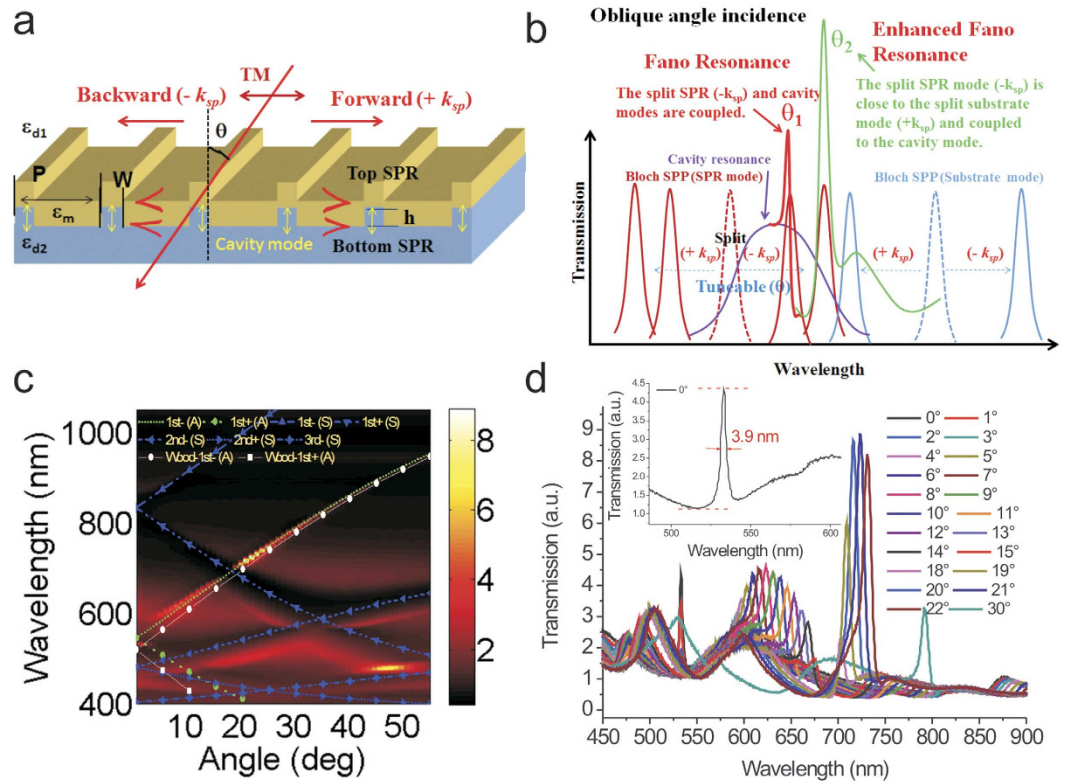 a
TM
Backward (- k_sp)
Forward (+ k_sp)
θ
ε_d1
P
W
Top SPR
ε_m
h
ε_d2
Cavity mode
Bottom SPR
b
Oblique angle incidence
Fano Resonance
The split SPR (-k_sp) and cavity
modes are coupled.
θ_1
θ_2
Enhanced Fano
Resonance
The split SPR mode (-k_sp) is
close to the split substrate
mode (+k_sp) and coupled
to the cavity mode.
Cavity resonance
Bloch SPP (SPR mode)
Bloch SPP (Substrate mode)
Transmission
Split
(+ k_sp)
(- k_sp)
(+ k_sp)
(- k_sp)
Tuneable (θ)
Wavelength
c
1st- (A) 1st+ (A) 1st- (S) 1st+ (S)
2nd- (S) 2nd+ (S) 3rd- (S)
Wood-1st- (A) Wood-1st+ (A)
1000
800
600
400
Wavelength (nm)
10 20 30 40 50
Angle (deg)
8
6
4
2
d
0°
4.5
4.0
3.5
3.0
2.5
2.0
1.5
1.0
Transmission (a.u.)
3.9 nm
500 550 600
Wavelength (nm)
0° 1°
2° 3°
4° 5°
6° 7°
8° 9°
10° 11°
12° 13°
14° 15°
18° 19°
20° 21°
22° 30°
9
8
7
6
5
4
3
2
1
0
Transmission (a.u.)
450 500 550 600 650 700 750 800 850 900
Wavelength (nm)